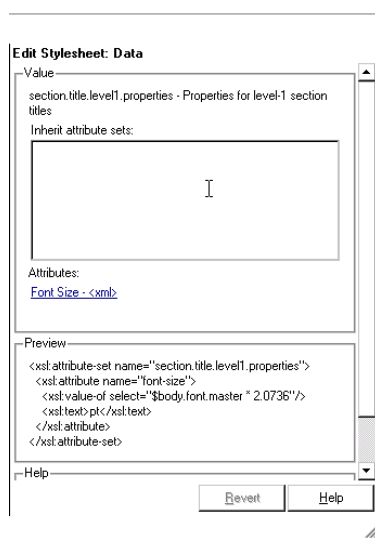 Edit Stylesheet: Data
Value
section.title.level1.properties - Properties for level-1 section
titles
Inherit attribute sets:
Attributes:
Font Size - <xml>
Preview
<xsl:attribute-set name="section.title.level1.properties">
<xsl:attribute name="font-size">
<xsl:value-of select="$body.font.master * 2.0736"/>
<xsl:text>pt</xsl:text>
</xsl:attribute>
</xsl:attribute-set>
Help
Revert Help